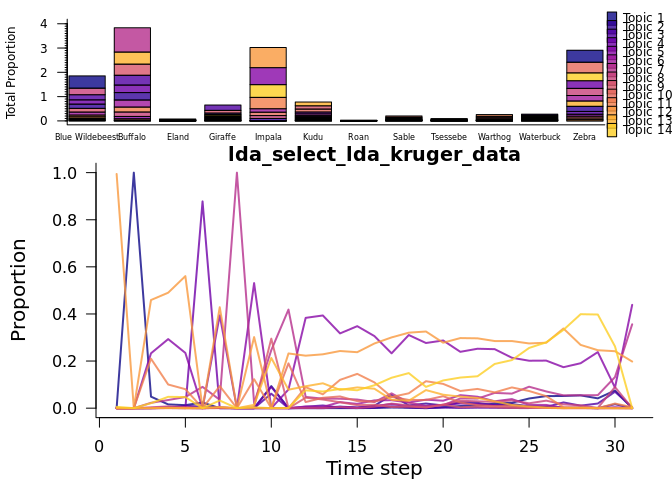 4
3
2
1
0
Total Proportion
Blue Wildebeest Buffalo Eland Giraffe Impala Kudu Roan Sable Tsessebe Warthog Waterbuck Zebra
Topic 1
Topic 2
Topic 3
Topic 4
Topic 5
Topic 6
Topic 7
Topic 8
Topic 9
Topic 10
Topic 11
Topic 12
Topic 13
Topic 14
lda_select_lda_kruger_data
1.0
0.8
0.6
0.4
0.2
0.0
Proportion
0 5 10 15 20 25 30
Time step